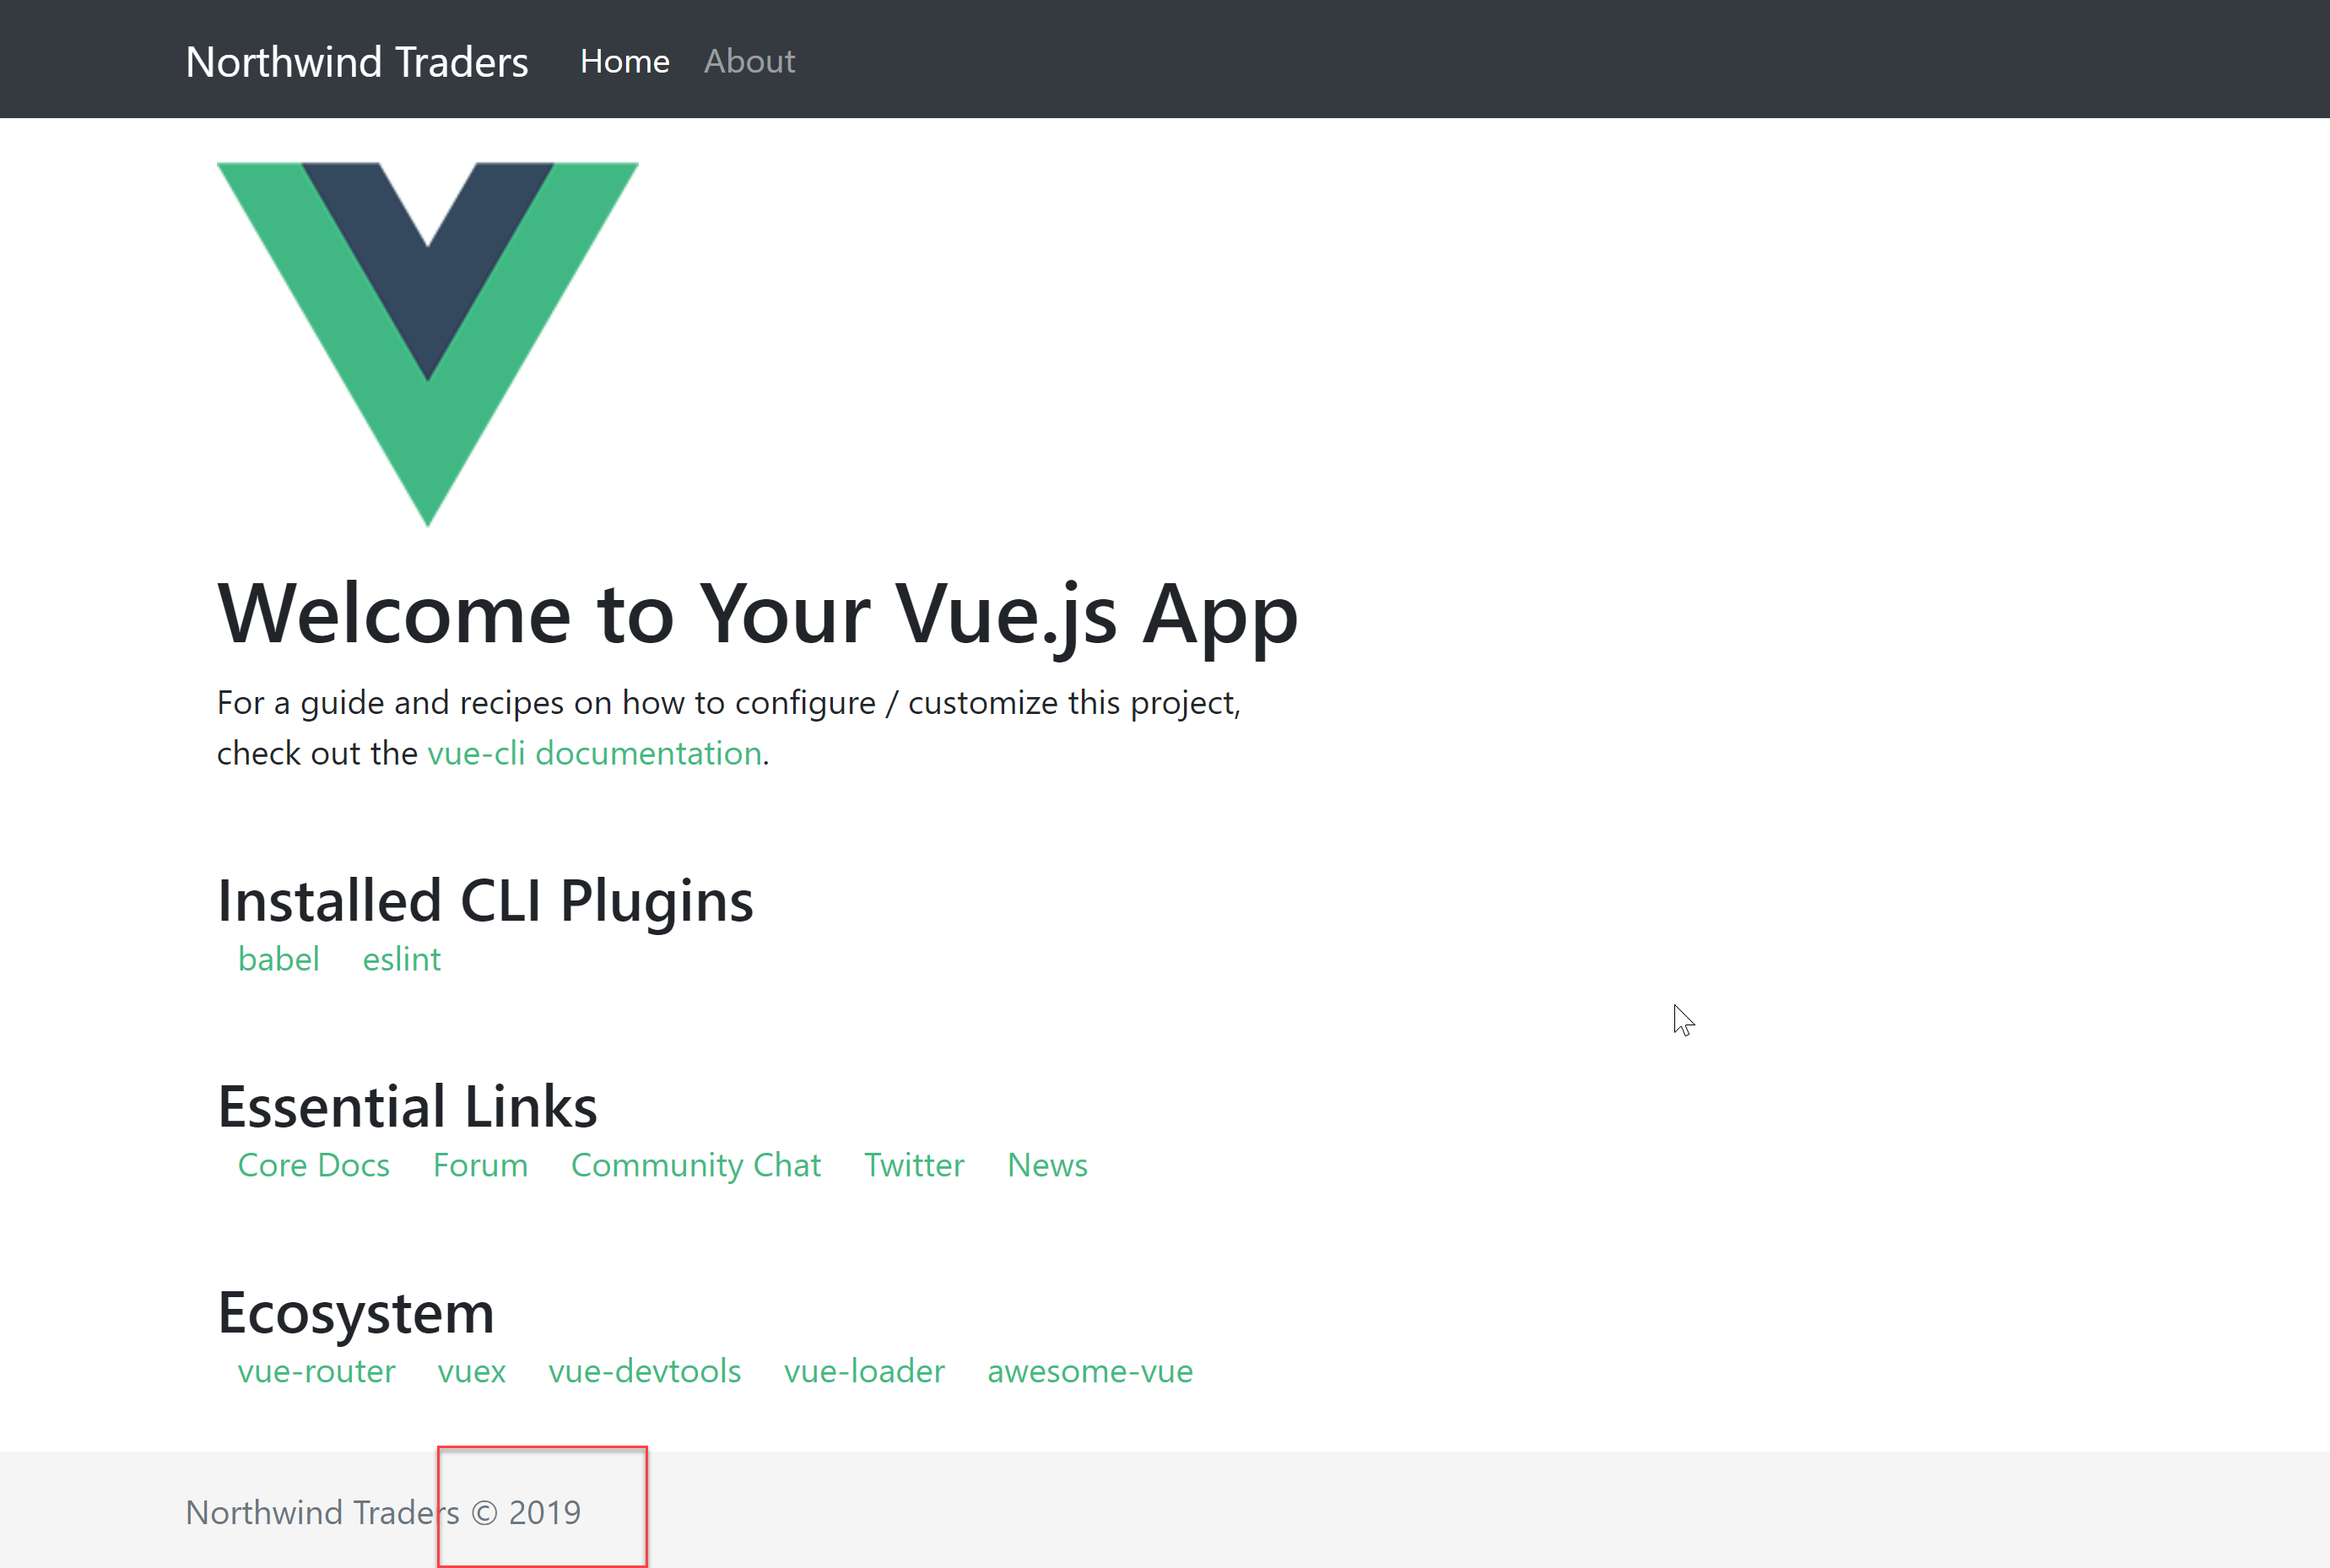 Northwind Traders Home About
Welcome to Your Vue.js App
For a guide and recipes on how to configure / customize this project,
check out the vue-cli documentation.
Installed CLI Plugins
babel eslint
Essential Links
Core Docs Forum Community Chat Twitter News
Ecosystem
vue-router vuex vue-devtools vue-loader awesome-vue
Northwind Traders © 2019